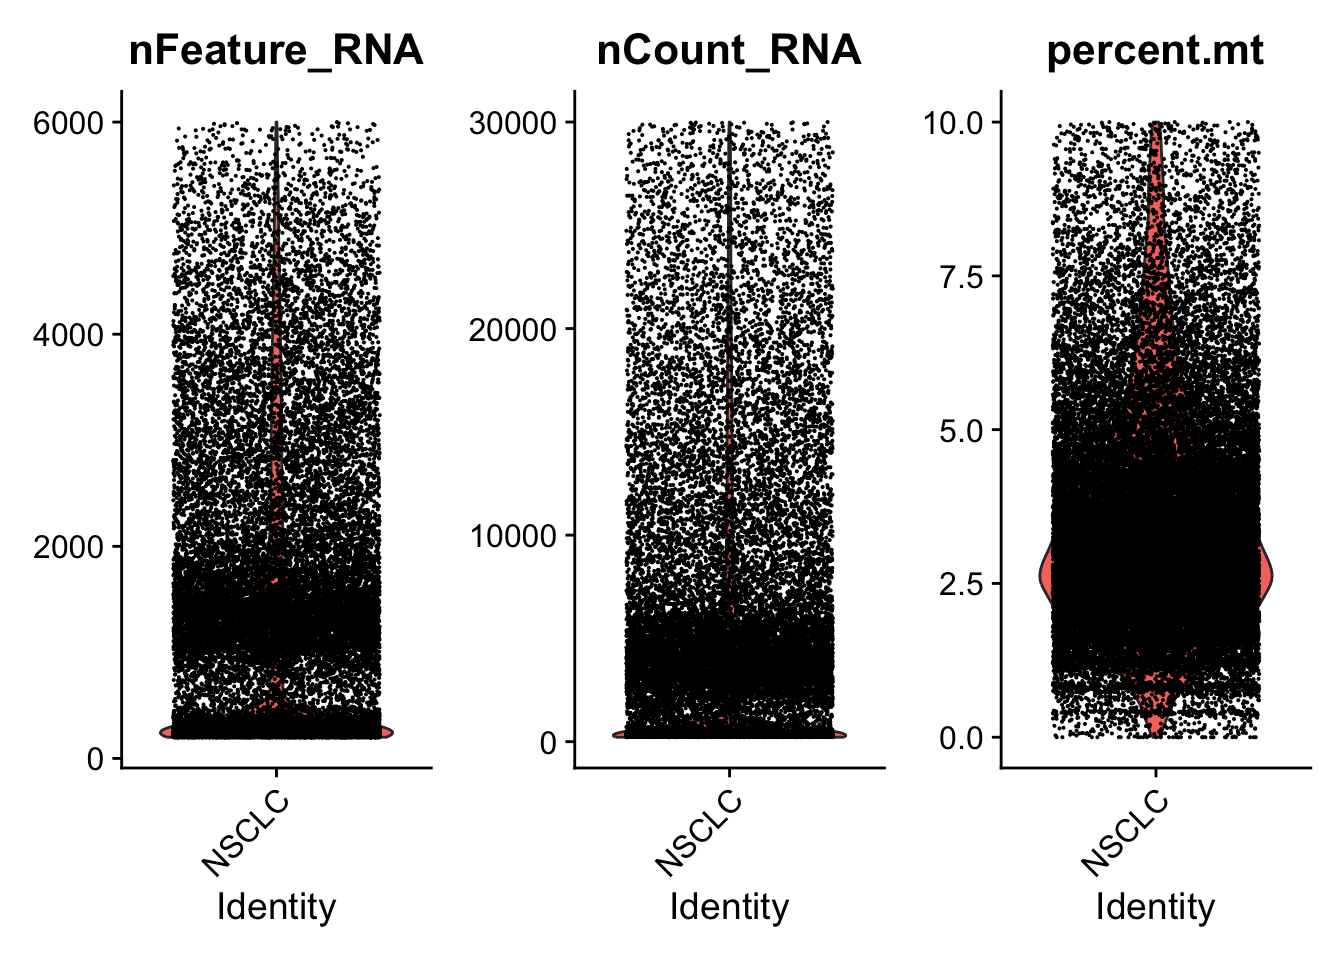 nFeature_RNA
6000
4000
2000
0
NSCLC
Identity
nCount_RNA
30000
20000
10000
0
NSCLC
Identity
percent.mt
10.0
7.5
5.0
2.5
0.0
NSCLC
Identity